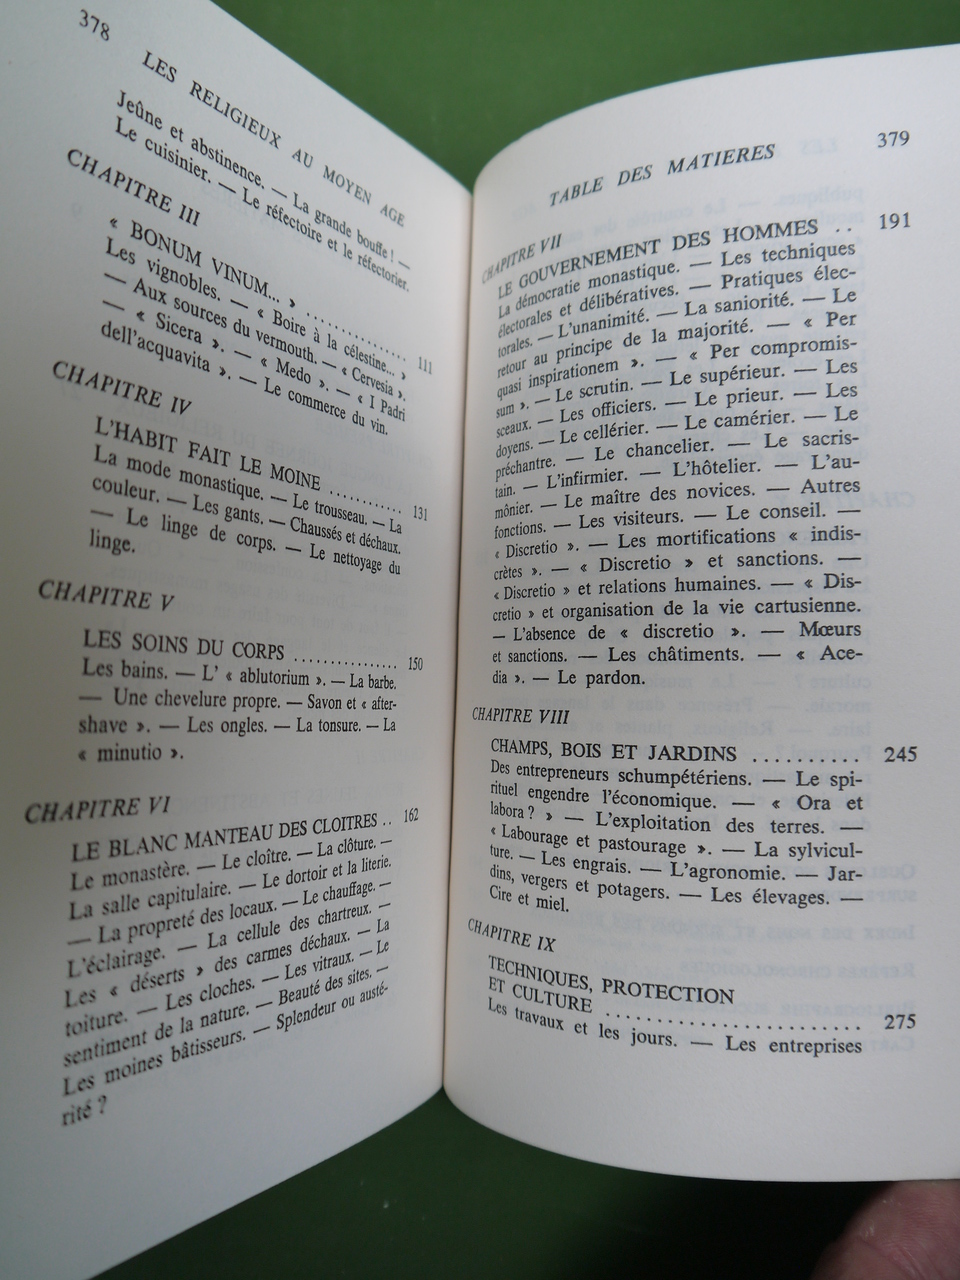 378
LES RELIGIEUX AU MOYEN AGE
Jeûne et abstinence. — La grande bouffe ! —
Le cuisinier. — Le réfectoire et le réfectorier.
CHAPITRE III
« BONUM VINUM... » .............. 111
Les vignobles. — « Boire à la célestine... »
— Aux sources du vermouth. — « Cervesia ».
— « Sicera ». — « Medo ». — « I Padri
dell'acquavita ». — Le commerce du vin.
CHAPITRE IV
L'HABIT FAIT LE MOINE .......... 131
La mode monastique. — Le trousseau. — La
couleur. — Les gants. — Chaussés et déchaux.
— Le linge de corps. — Le nettoyage du
linge.
CHAPITRE V
LES SOINS DU CORPS ............... 150
Les bains. — L' « ablutorium ». — La barbe.
— Une chevelure propre. — Savon et « after-
shave ». — Les ongles. — La tonsure. — La
« minutio ».
CHAPITRE VI
LE BLANC MANTEAU DES CLOITRES .. 162
Le monastère. — Le cloître. — La clôture. —
La salle capitulaire. — Le dortoir et la literie.
— La propreté des locaux. — Le chauffage. —
L'éclairage. — La cellule des chartreux. —
Les « déserts » des carmes déchaux. — La
toiture. — Les cloches. — Les vitraux. — Le
sentiment de la nature. — Beauté des sites. —
Les moines bâtisseurs. — Splendeur ou austé-
rité ?
TABLE DES MATIERES 379
CHAPITRE VII
LE GOUVERNEMENT DES HOMMES .. 191
La démocratie monastique. — Les techniques
électorales et délibératives. — Pratiques élec-
torales. — L'unanimité. — La saniorité. — Le
retour au principe de la majorité. — « Per
quasi inspirationem ». — « Per compromis-
sum ». — Le scrutin. — Le supérieur. — Les
sceaux. — Les officiers. — Le prieur. — Les
doyens. — Le cellérier. — Le camérier. — Le
préchantre. — Le chancelier. — Le sacris-
tain. — L'infirmier. — L'hôtelier. — L'au-
mônier. — Le maître des novices. — Autres
fonctions. — Les visiteurs. — Le conseil. —
« Discretio ». — Les mortifications « indis-
crètes ». — « Discretio » et sanctions. —
« Discretio » et relations humaines. — « Dis-
cretio » et organisation de la vie cartusienne.
— L'absence de « discretio ». — Mœurs
et sanctions. — Les châtiments. — « Ace-
dia ». — Le pardon.
CHAPITRE VIII
CHAMPS, BOIS ET JARDINS .......... 245
Des entrepreneurs schumpétériens. — Le spi-
rituel engendre l'économique. — « Ora et
labora ? » — L'exploitation des terres. —
« Labourage et pastourage ». — La sylvicul-
ture. — Les engrais. — L'agronomie. — Jar-
dins, vergers et potagers. — Les élevages. —
Cire et miel.
CHAPITRE IX
TECHNIQUES, PROTECTION
ET CULTURE ........................ 275
Les travaux et les jours. — Les entreprises